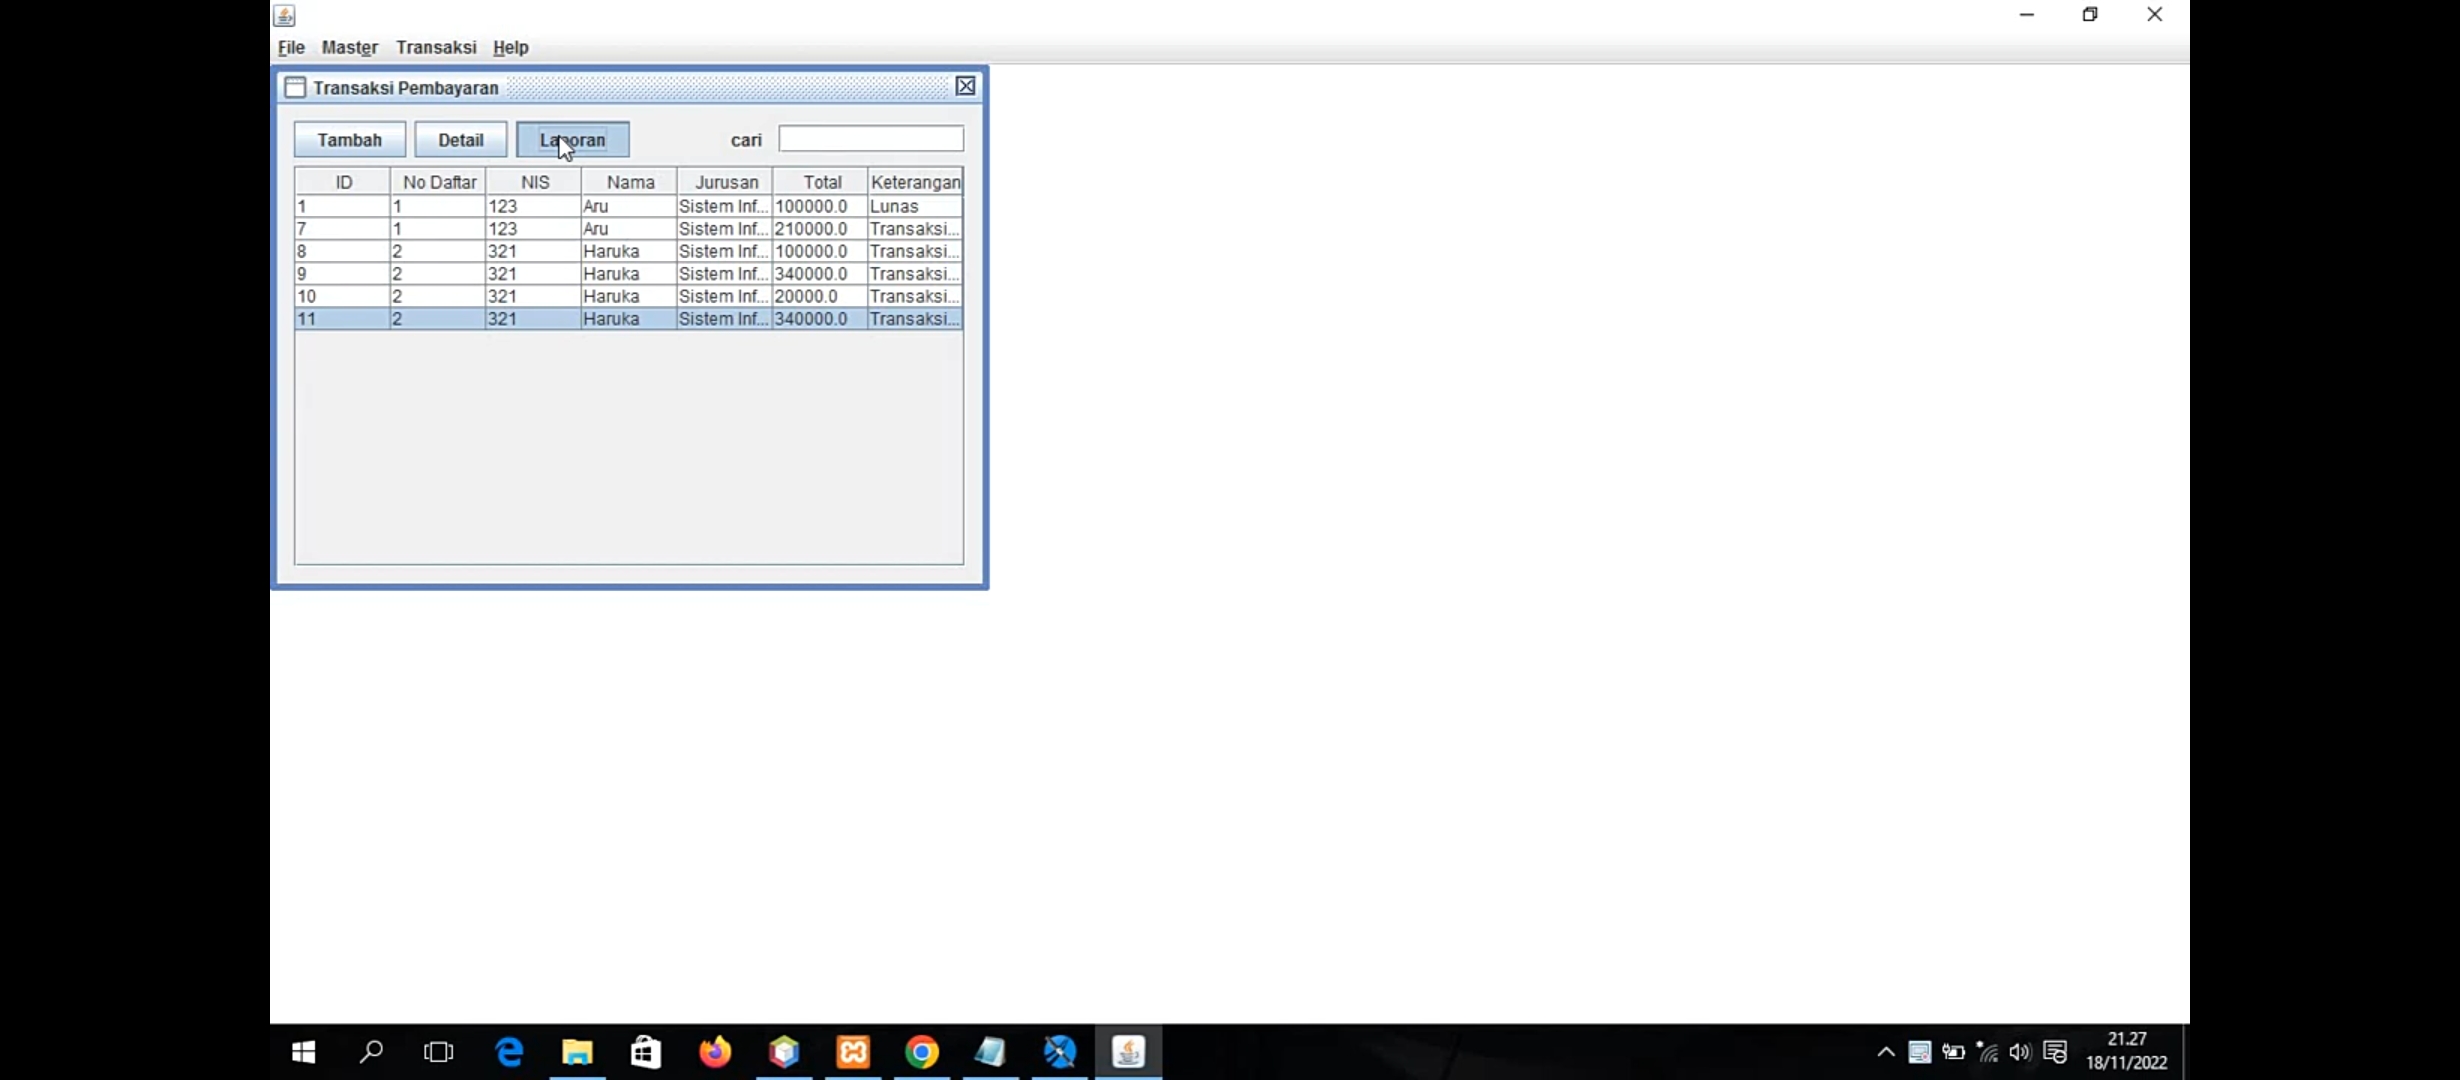 File Master Transaksi Help
Transaksi Pembayaran
Tambah Detail Laporan cari
ID No Daftar NIS Nama Jurusan Total Keterangan
1 1 123 Aru Sistem Inf... 100000.0 Lunas
7 1 123 Aru Sistem Inf... 210000.0 Transaksi...
8 2 321 Haruka Sistem Inf... 100000.0 Transaksi...
9 2 321 Haruka Sistem Inf... 340000.0 Transaksi...
10 2 321 Haruka Sistem Inf... 20000.0 Transaksi...
11 2 321 Haruka Sistem Inf... 340000.0 Transaksi...
21.27
18/11/2022